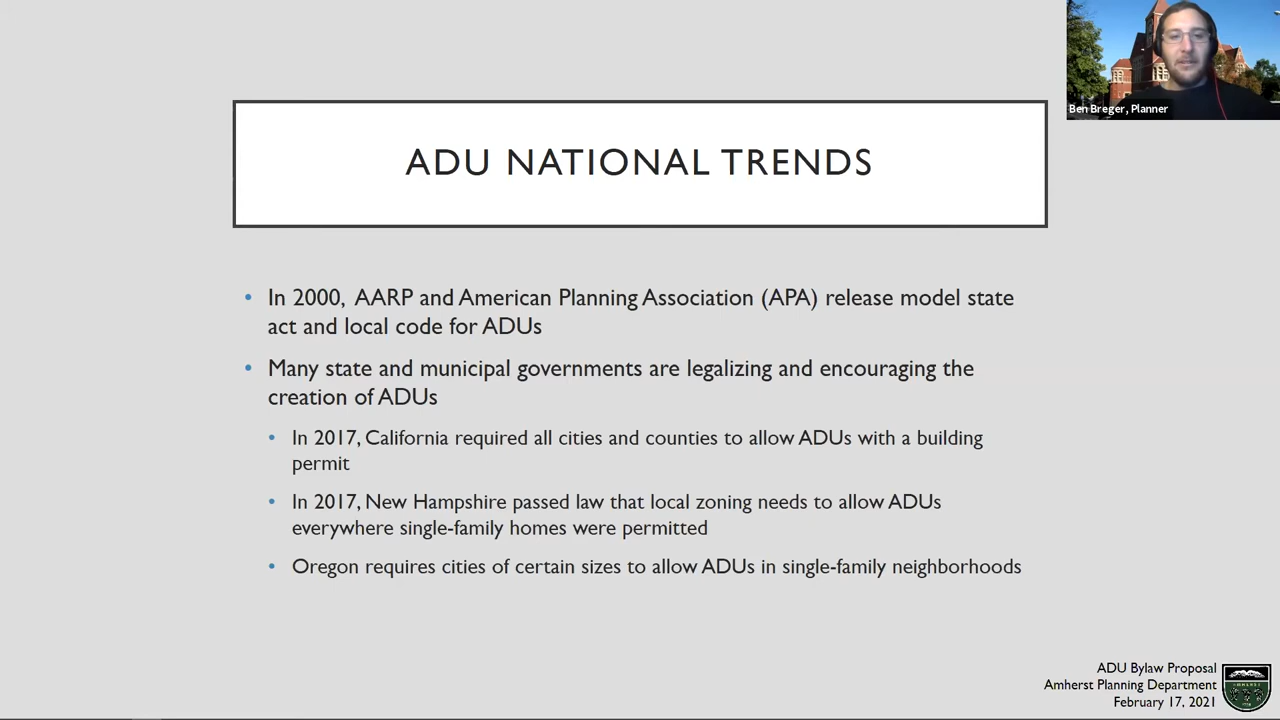 Ben Breger, Planner
ADU NATIONAL TRENDS
• In 2000, AARP and American Planning Association (APA) release model state
act and local code for ADUs
• Many state and municipal governments are legalizing and encouraging the
creation of ADUs
• In 2017, California required all cities and counties to allow ADUs with a building
permit
• In 2017, New Hampshire passed law that local zoning needs to allow ADUs
everywhere single-family homes were permitted
• Oregon requires cities of certain sizes to allow ADUs in single-family neighborhoods
ADU Bylaw Proposal
Amherst Planning Department
February 17, 2021